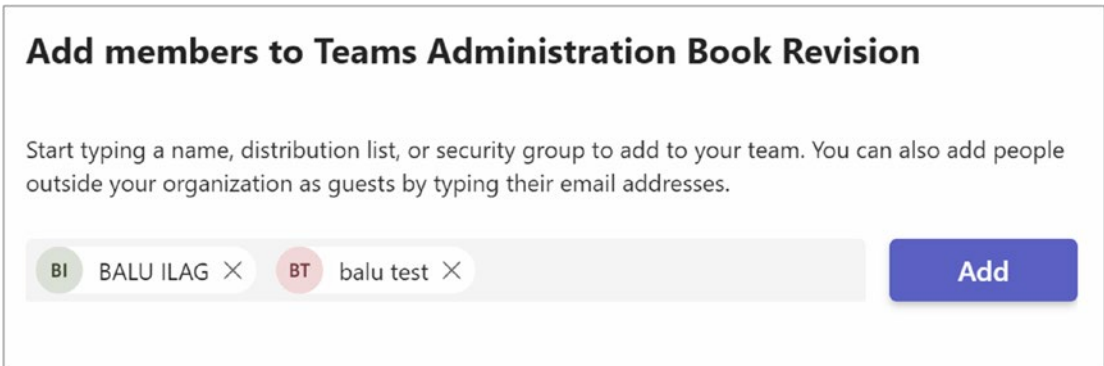 Add members to Teams Administration Book Revision
Start typing a name, distribution list, or security group to add to your team. You can also add people
outside your organization as guests by typing their email addresses.
BI BALU ILAG × BT balu test × Add